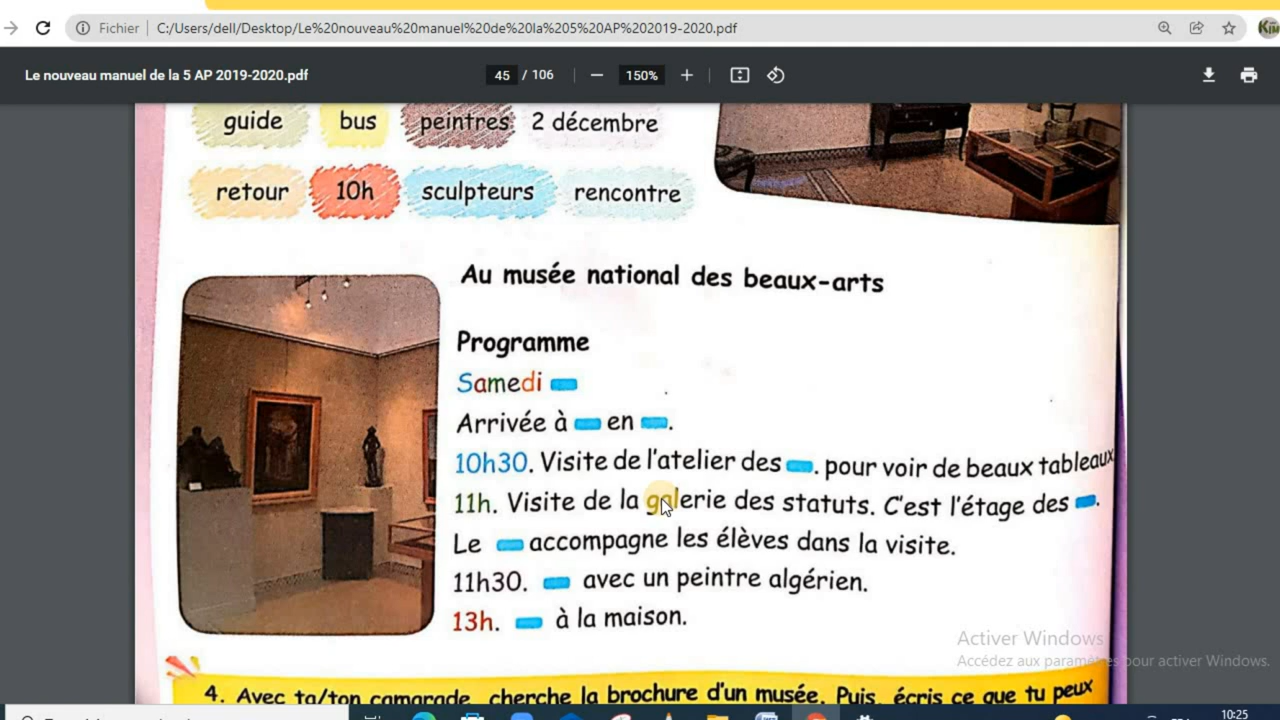 Fichier C:/Users/dell/Desktop/Le%20nouveau%20manuel%20de%20la%205%20AP%202019-2020.pdf
Le nouveau manuel de la 5 AP 2019-2020.pdf 45 / 106 150%
guide bus peintres 2 décembre
retour 10h sculpteurs rencontre
Au musée national des beaux-arts
Programme
Samedi
Arrivée à en .
10h30. Visite de l'atelier des . pour voir de beaux tableaux
11h. Visite de la galerie des statuts. C'est l'étage des .
Le accompagne les élèves dans la visite.
11h30. avec un peintre algérien.
13h. à la maison.
Activer Windows
Accédez aux paramètres pour activer Windows.
4. Avec ta/ton camarade, cherche la brochure d'un musée. Puis, écris ce que tu peux
10:25